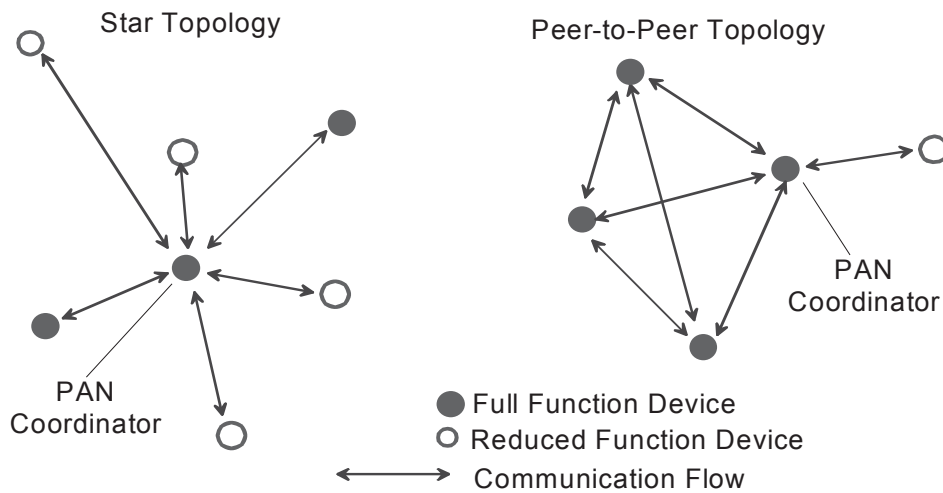 Star Topology
Peer-to-Peer Topology
PAN
Coordinator
PAN
Coordinator
Full Function Device
Reduced Function Device
Communication Flow